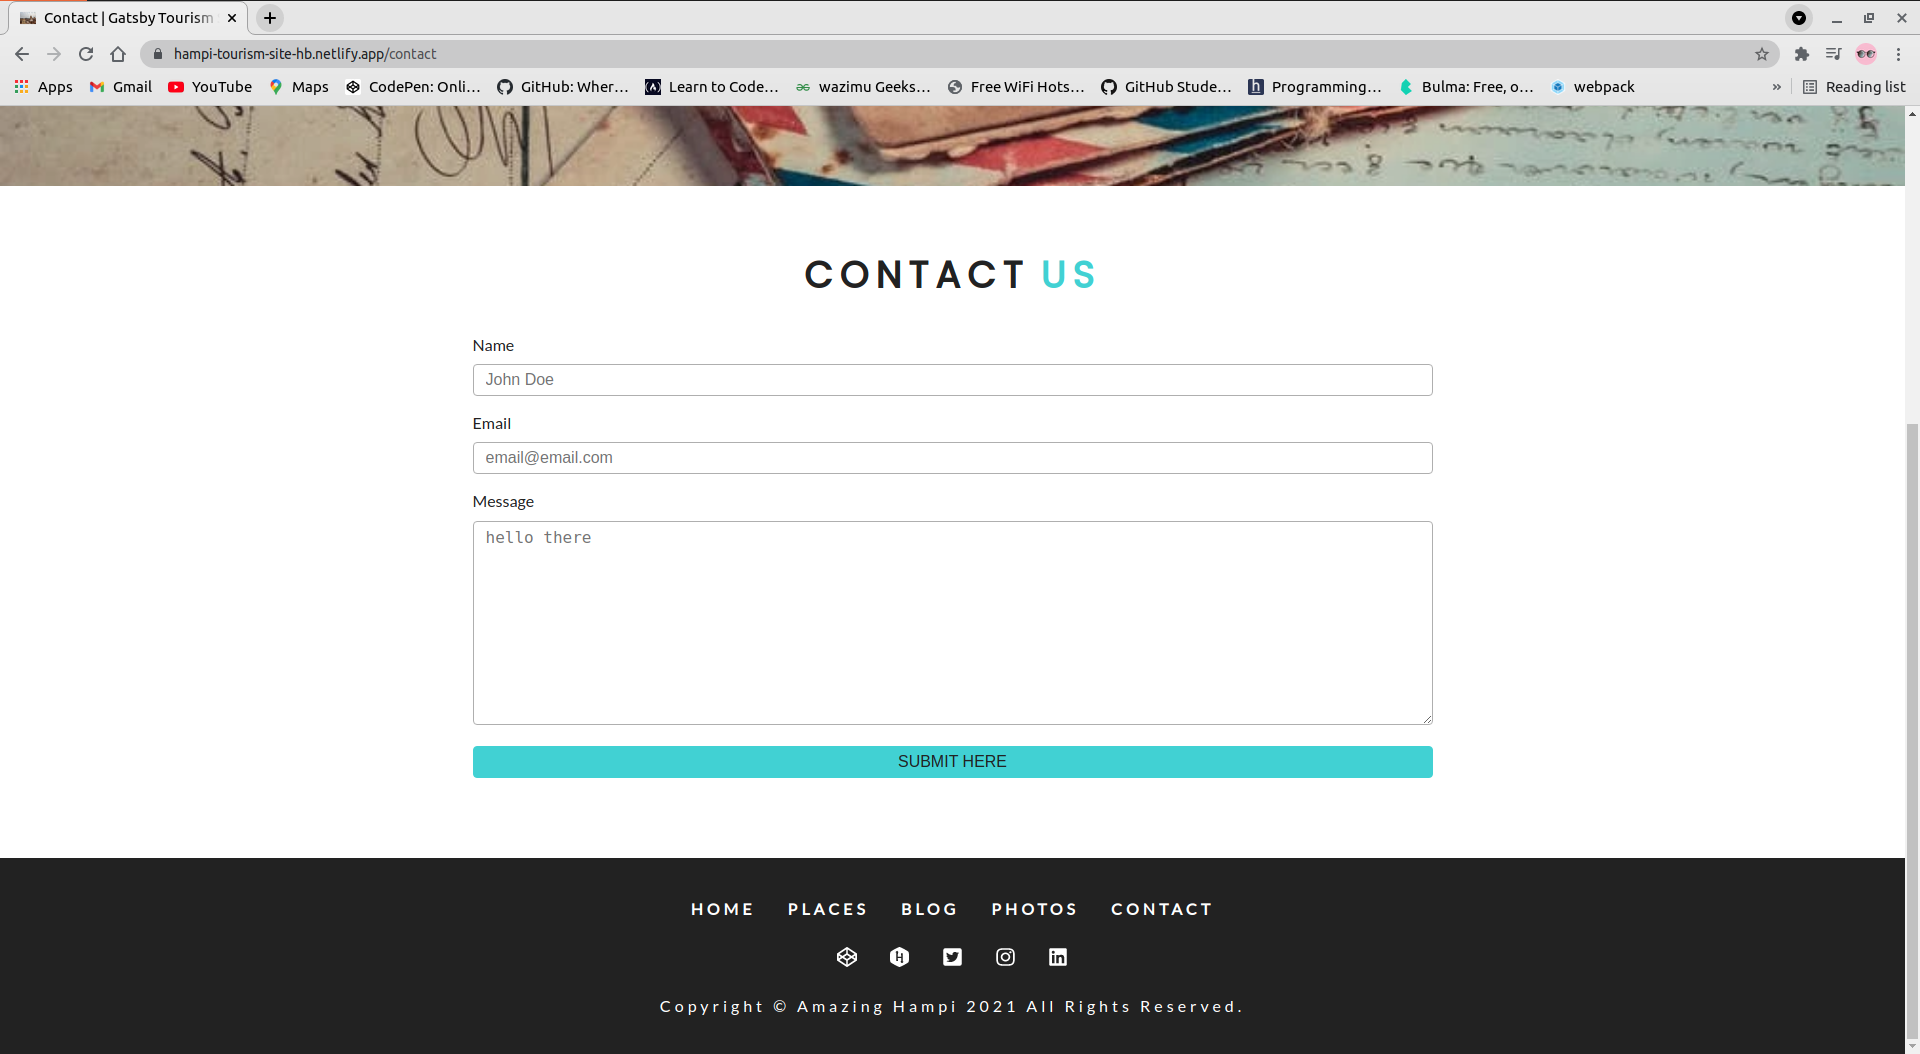 Contact | Gatsby Tourism
hampi-tourism-site-hb.netlify.app/contact
Apps Gmail YouTube Maps CodePen: Onli... GitHub: Wher... Learn to Code... wazimu Geeks... Free WiFi Hots... GitHub Stude... Programming... Bulma: Free, o... webpack » Reading list
CONTACT US
Name
John Doe
Email
email@email.com
Message
hello there
SUBMIT HERE
HOME PLACES BLOG PHOTOS CONTACT
Copyright © Amazing Hampi 2021 All Rights Reserved.